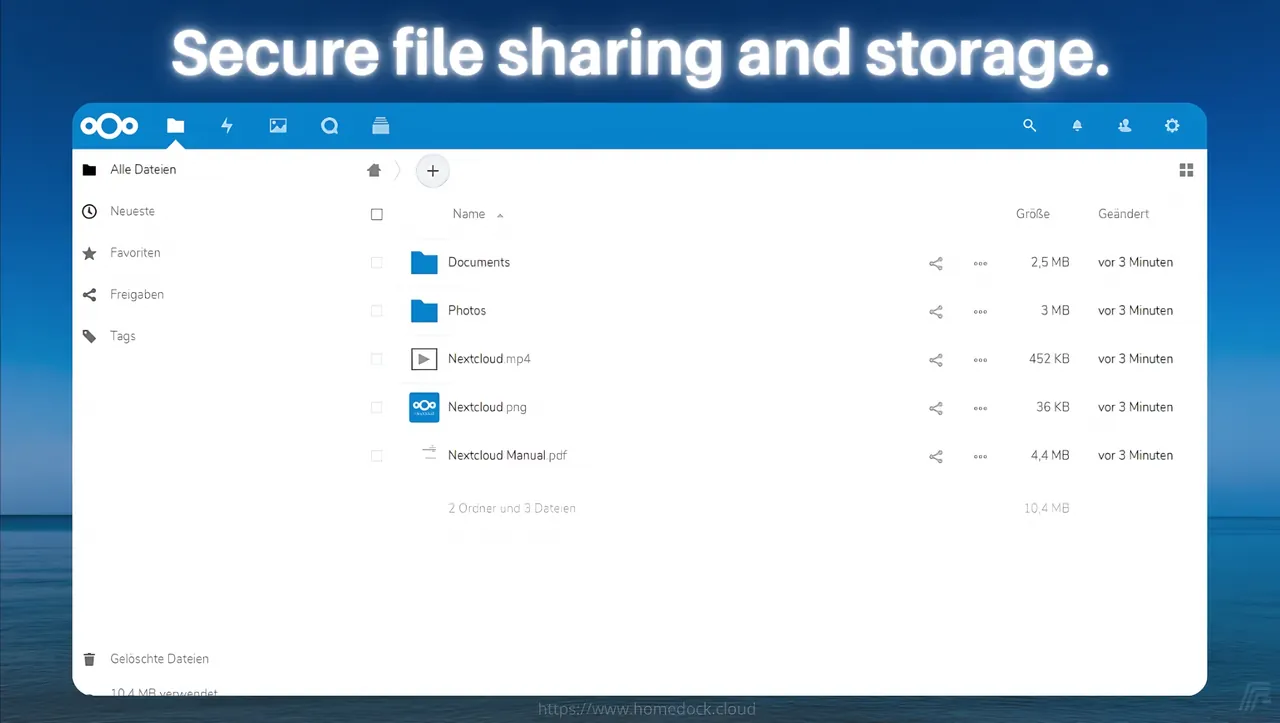 Secure file sharing and storage.
Alle Dateien
Neueste
Favoriten
Freigaben
Tags
Name Größe Geändert
Documents 2,5 MB vor 3 Minuten
Photos 3 MB vor 3 Minuten
Nextcloud.mp4 452 KB vor 3 Minuten
Nextcloud.png 36 KB vor 3 Minuten
Nextcloud Manual.pdf 4,4 MB vor 3 Minuten
2 Ordner und 3 Dateien 10,4 MB
Gelöschte Dateien
10,4 MB verwendet
https://www.homedock.cloud